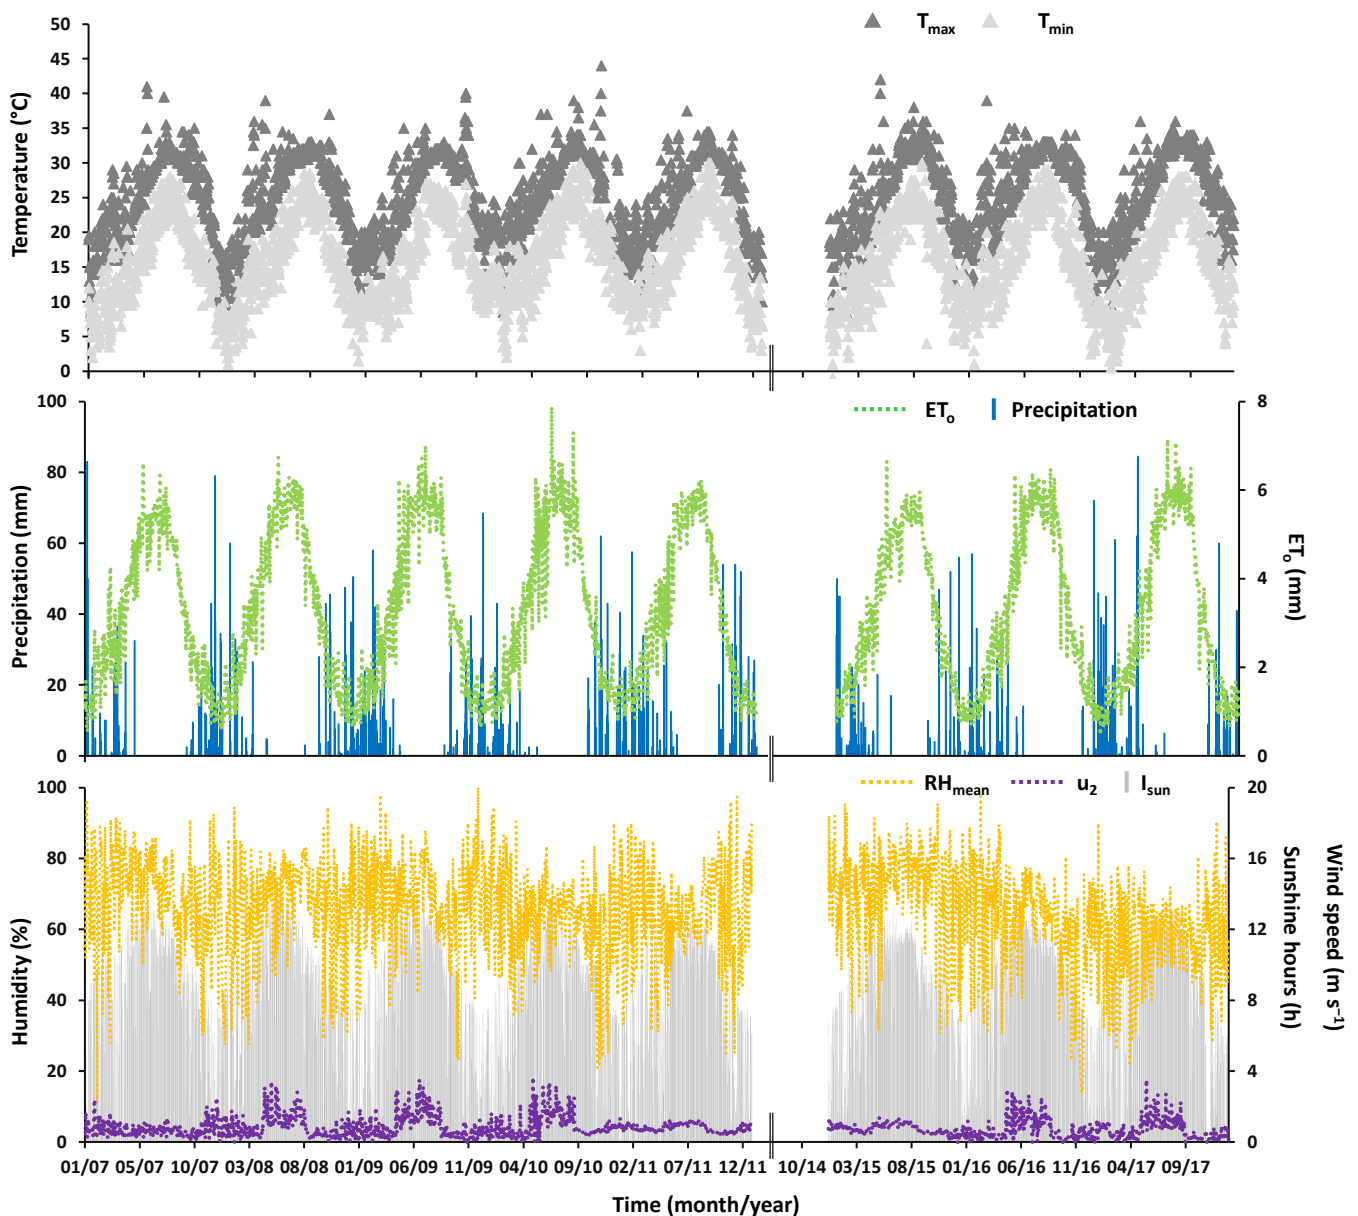 50
45
40
35
30
25
20
15
10
5
0
Temperature (°C)
Tmax
Tmin
100
80
60
40
20
0
Precipitation (mm)
ETo
Precipitation
8
6
4
2
0
ETo (mm)
100
80
60
40
20
0
Humidity (%)
RHmean
u2
Isun
20
16
12
8
4
0
Sunshine hours (h)
Wind speed (m s⁻¹)
01/07 05/07 10/07 03/08 08/08 01/09 06/09 11/09 04/10 09/10 02/11 07/11 12/11 10/14 03/15 08/15 01/16 06/16 11/16 04/17 09/17
Time (month/year)